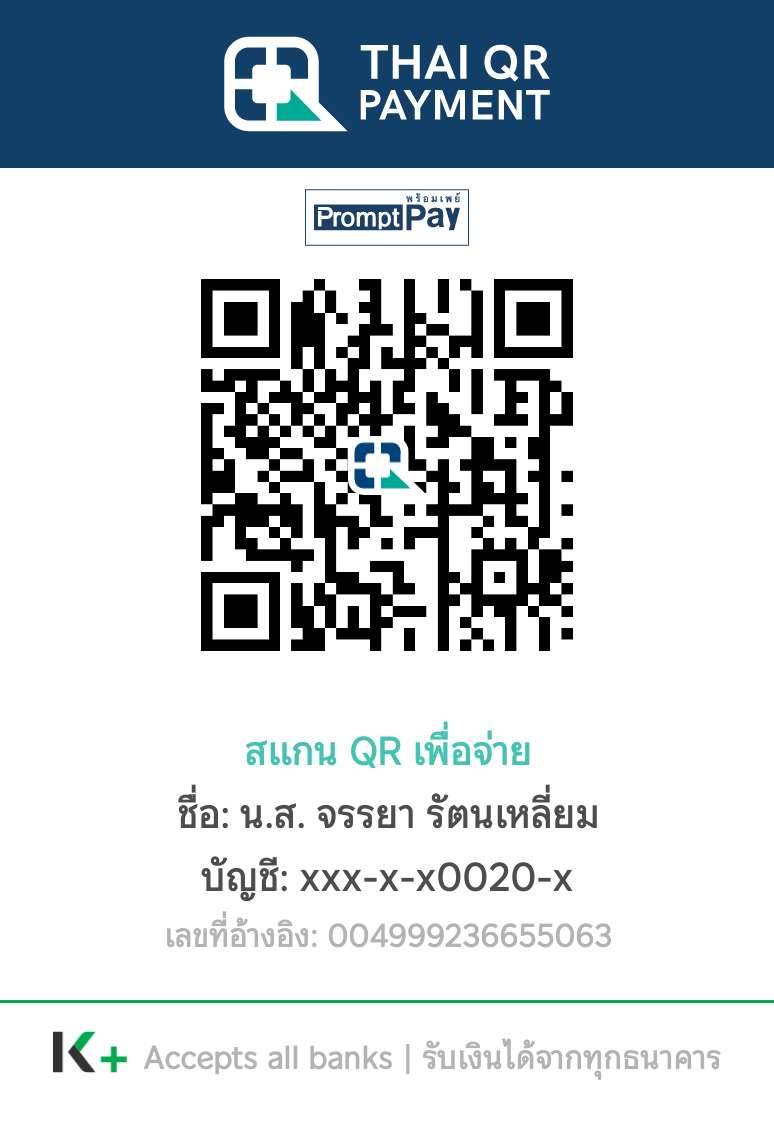 THAI QR
PAYMENT
พร้อมเพย์
PromptPay
สแกน QR เพื่อจ่าย
ชื่อ: น.ส. จรรยา รัตนเหลี่ยม
บัญชี: xxx-x-x0020-x
เลขที่อ้างอิง: 004999236655063
K+ Accepts all banks | รับเงินได้จากทุกธนาคาร